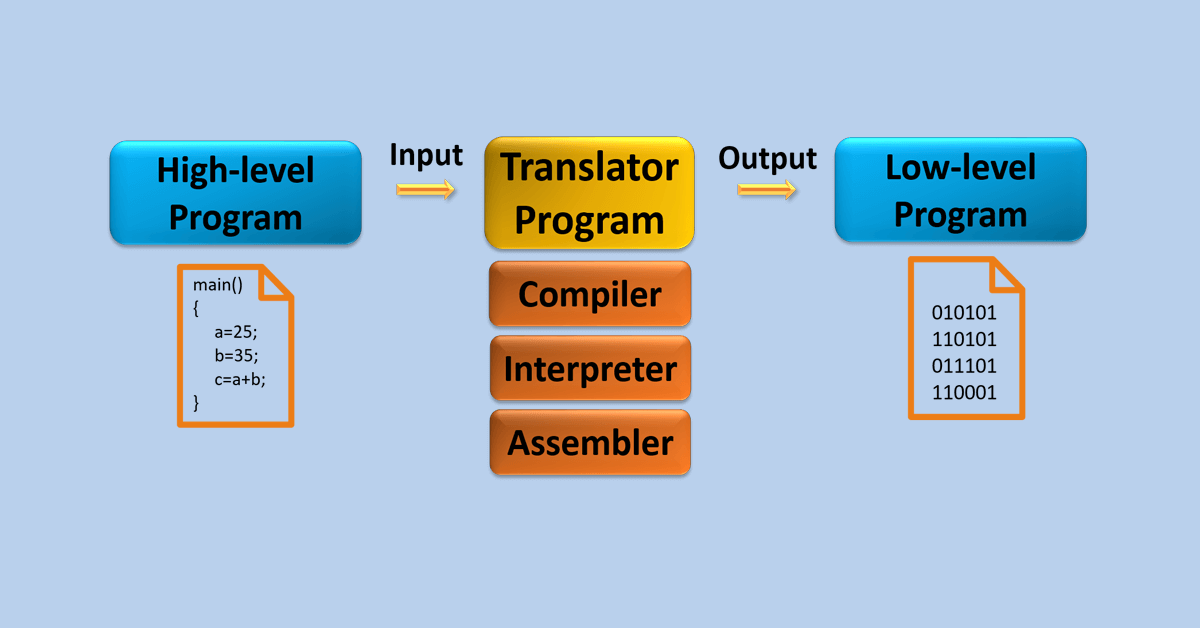 High-level
Program
Input
Translator
Program
Output
Low-level
Program
main()
{
a=25;
b=35;
c=a+b;
}
Compiler
Interpreter
Assembler
010101
110101
011101
110001